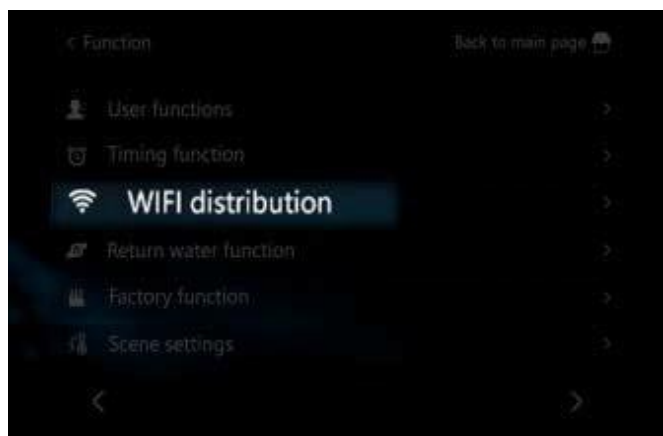 < Function
Back to main page
User functions >
Timing function >
WIFI distribution >
Return water function >
Factory function >
Scene settings >
< >